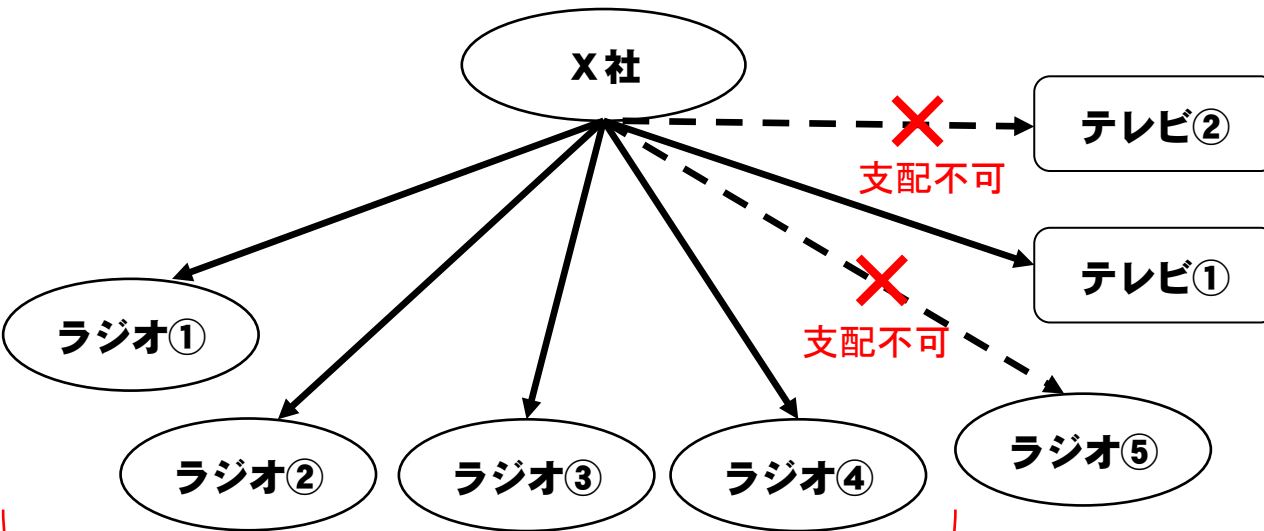 X社
テレビ②
支配不可
テレビ①
ラジオ①
支配不可
ラジオ②
ラジオ③
ラジオ④
ラジオ⑤